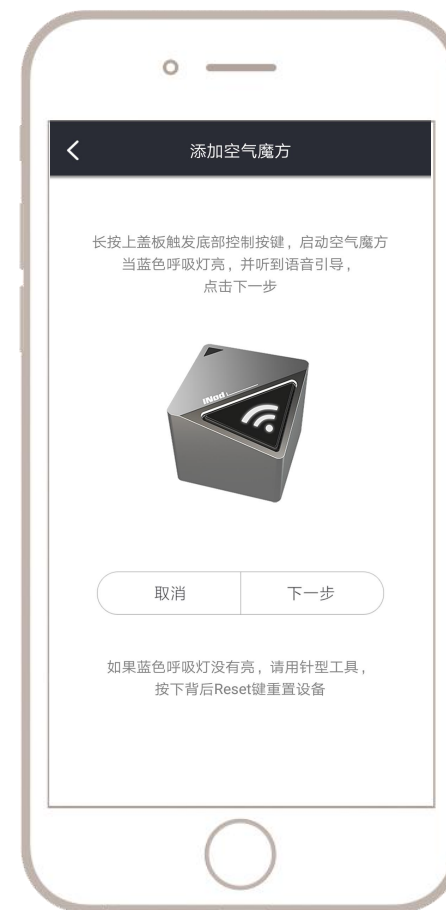 添加空气魔方
长按上盖板触发底部控制按键，启动空气魔方
当蓝色呼吸灯亮，并听到语音引导，
点击下一步
INod
取消
下一步
如果蓝色呼吸灯没有亮，请用针型工具，
按下背后Reset键重置设备